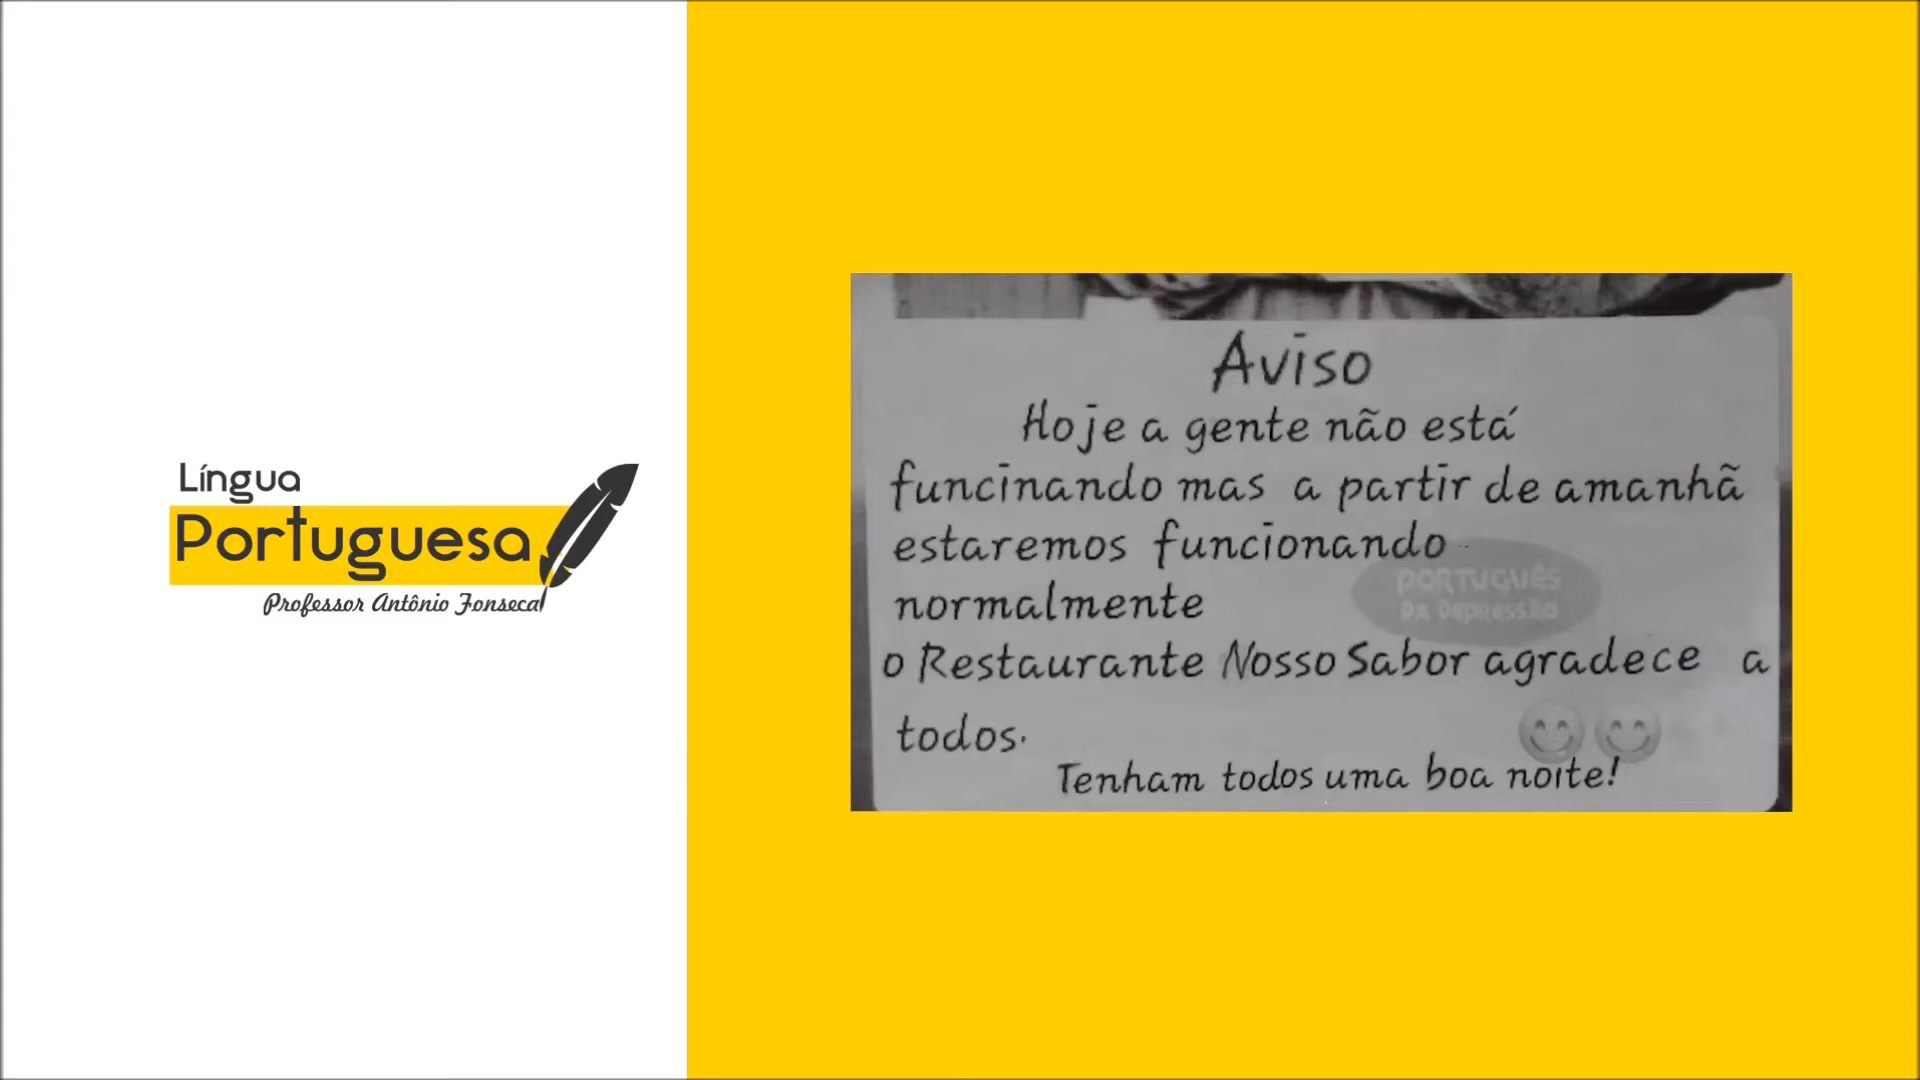 Língua
Portuguesa
Professor Antônio Fonseca
Aviso
Hoje a gente não está
funcinando mas a partir de amanhã
estaremos funcionando
normalmente
o Restaurante Nosso Sabor agradece a
todos.
Tenham todos uma boa noite!
PORTUGUÊS
DA DEPRESSÃO